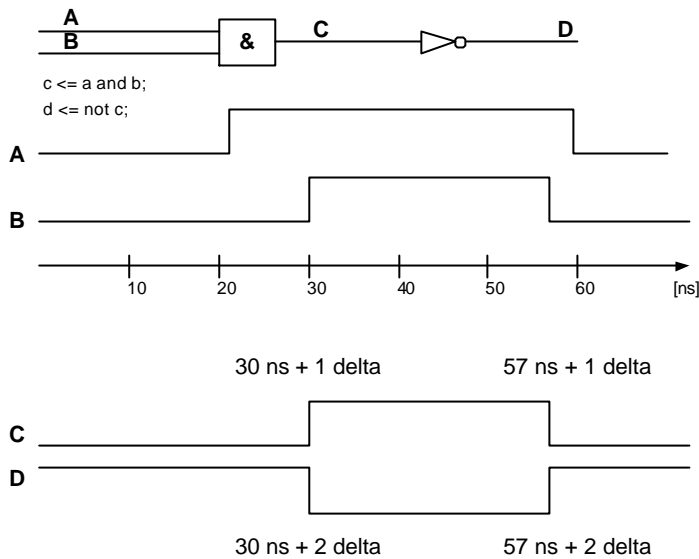 A
B
&
C
D
c <= a and b;
d <= not c;
A
B
10 20 30 40 50 60 [ns]
30 ns + 1 delta 57 ns + 1 delta
C
D
30 ns + 2 delta 57 ns + 2 delta